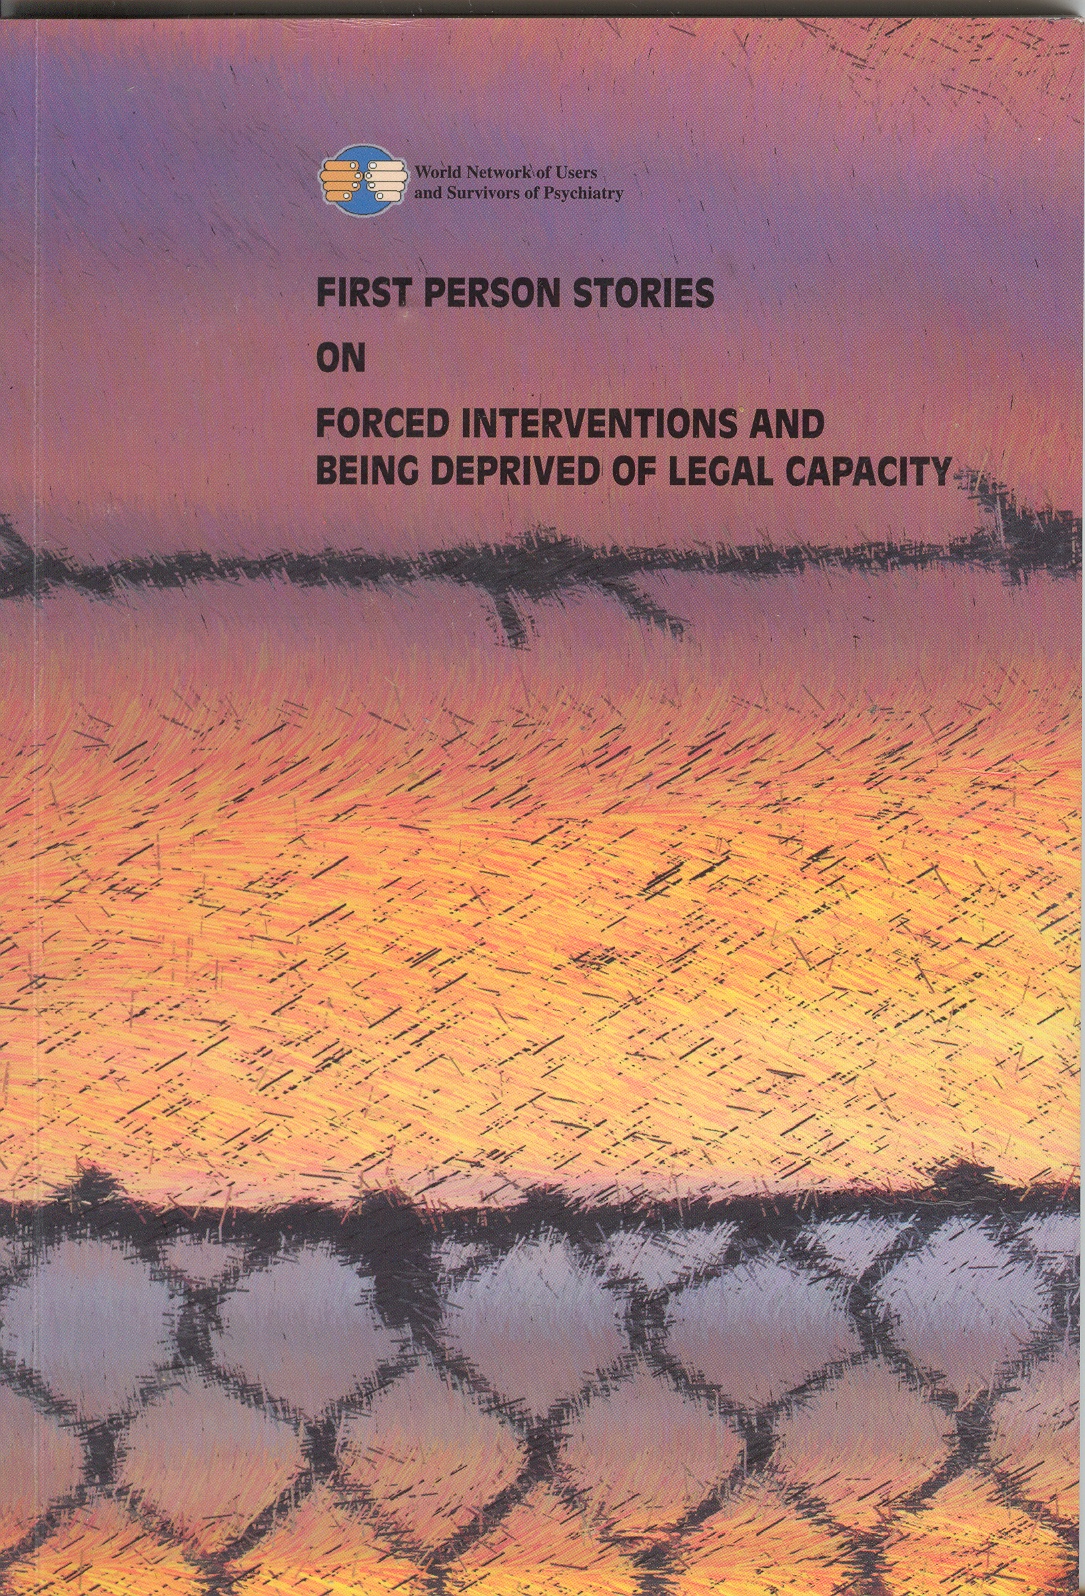 World Network of Users
and Survivors of Psychiatry
FIRST PERSON STORIES
ON
FORCED INTERVENTIONS AND
BEING DEPRIVED OF LEGAL CAPACITY